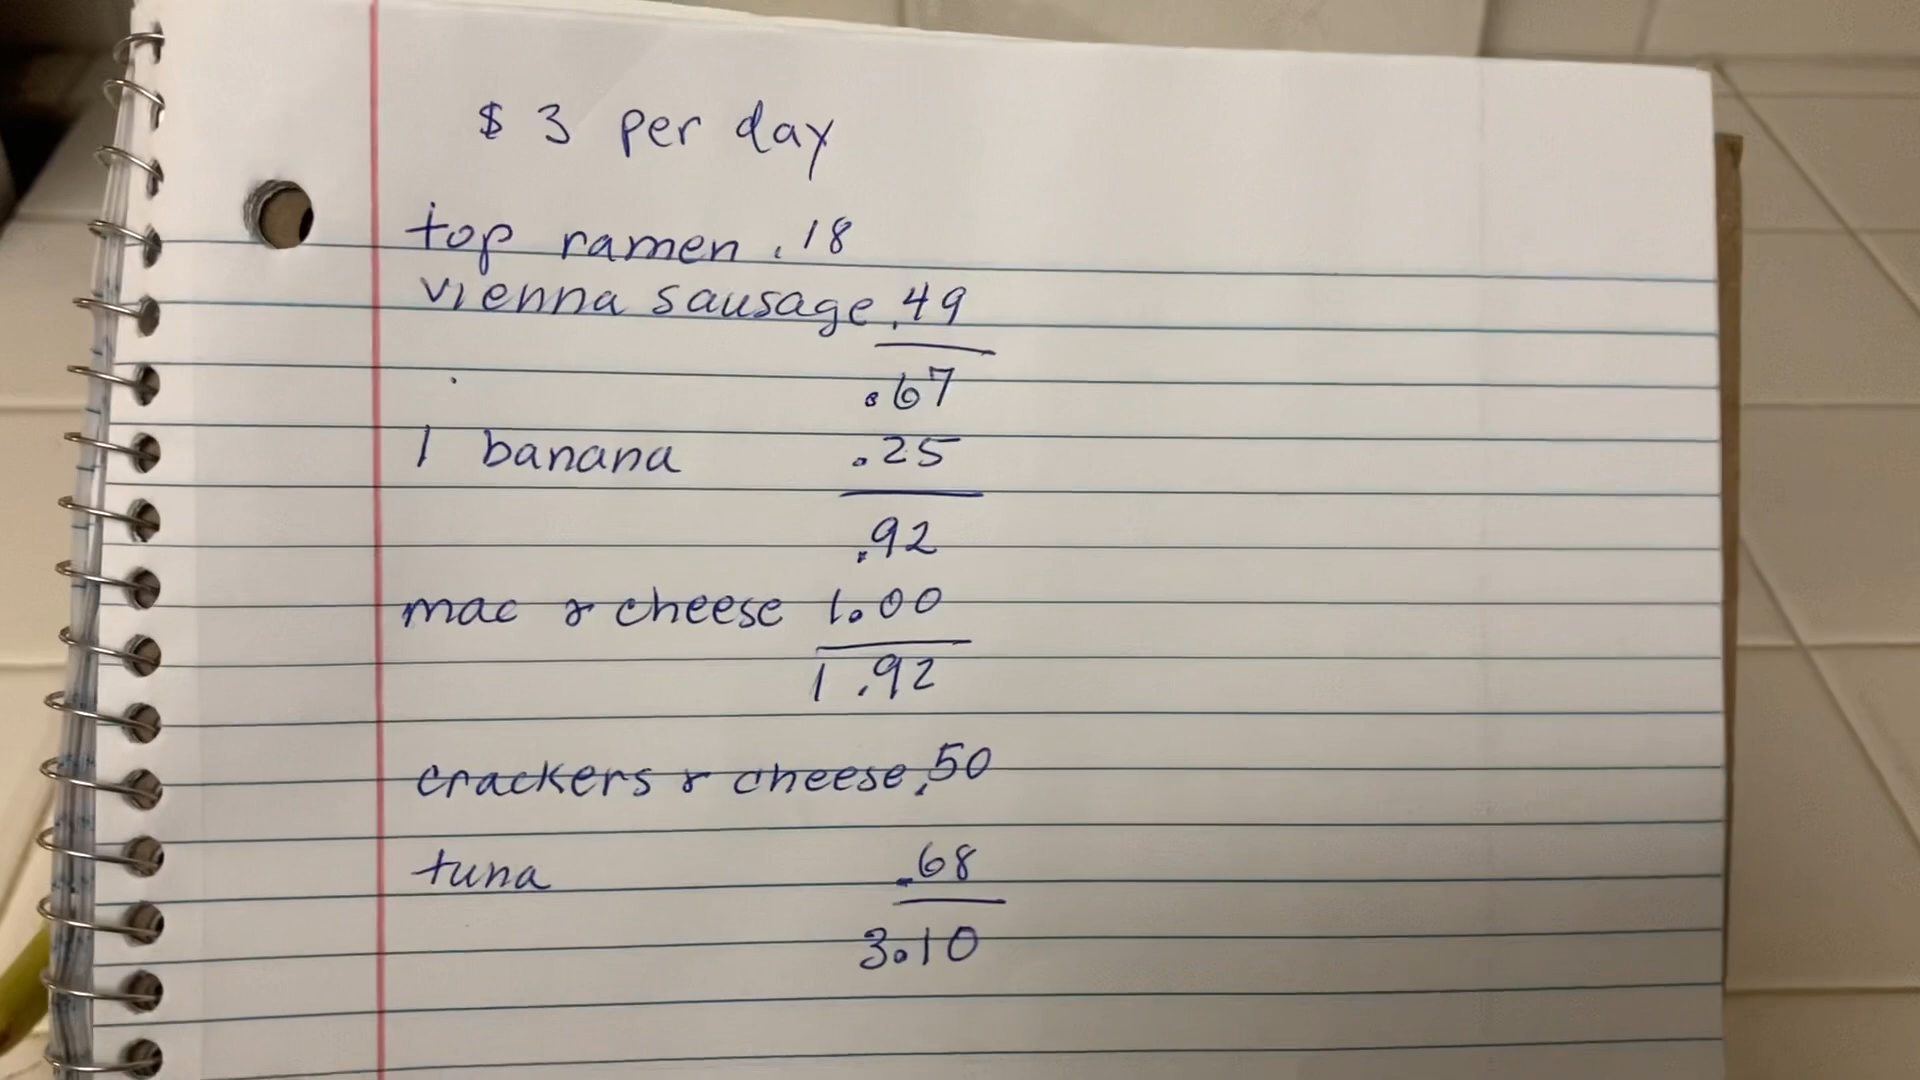 $ 3 per day
top ramen .18
vienna sausage .49
.67
1 banana .25
.92
mac & cheese 1.00
1.92
crackers & cheese .50
tuna .68
3.10